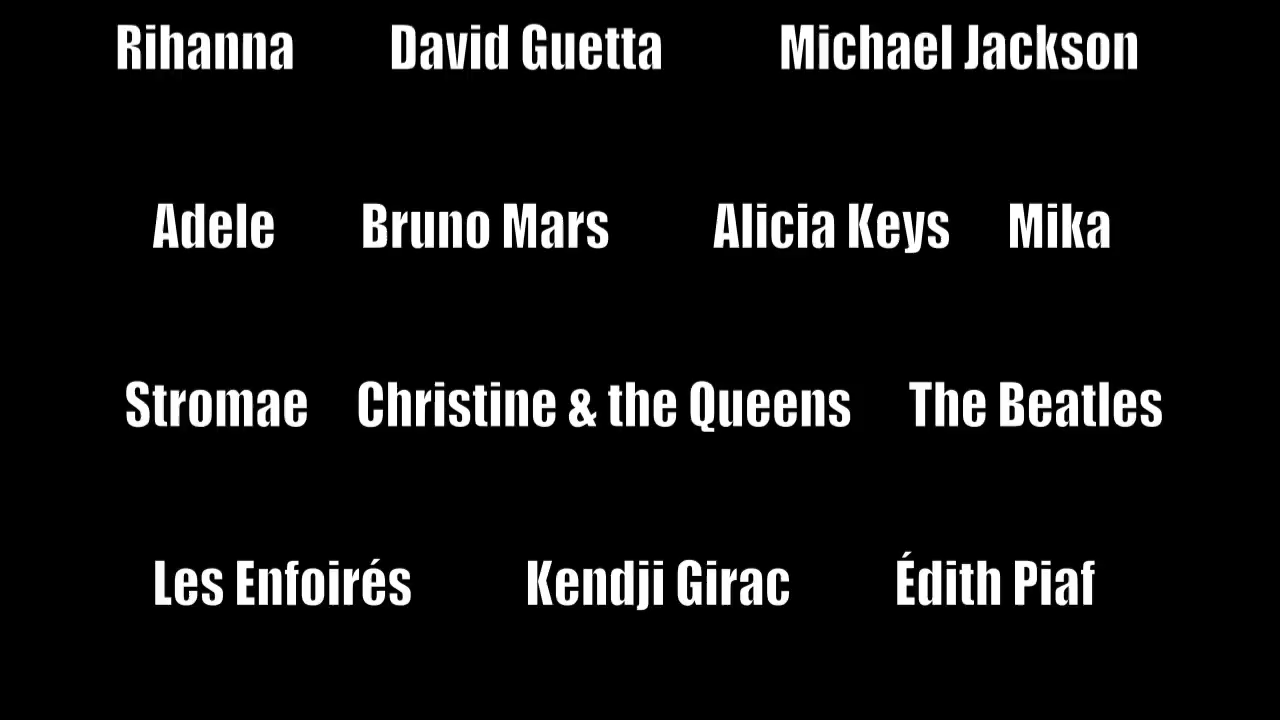 Rihanna David Guetta Michael Jackson
Adele Bruno Mars Alicia Keys Mika
Stromae Christine & the Queens The Beatles
Les Enfoirés Kendji Girac Édith Piaf